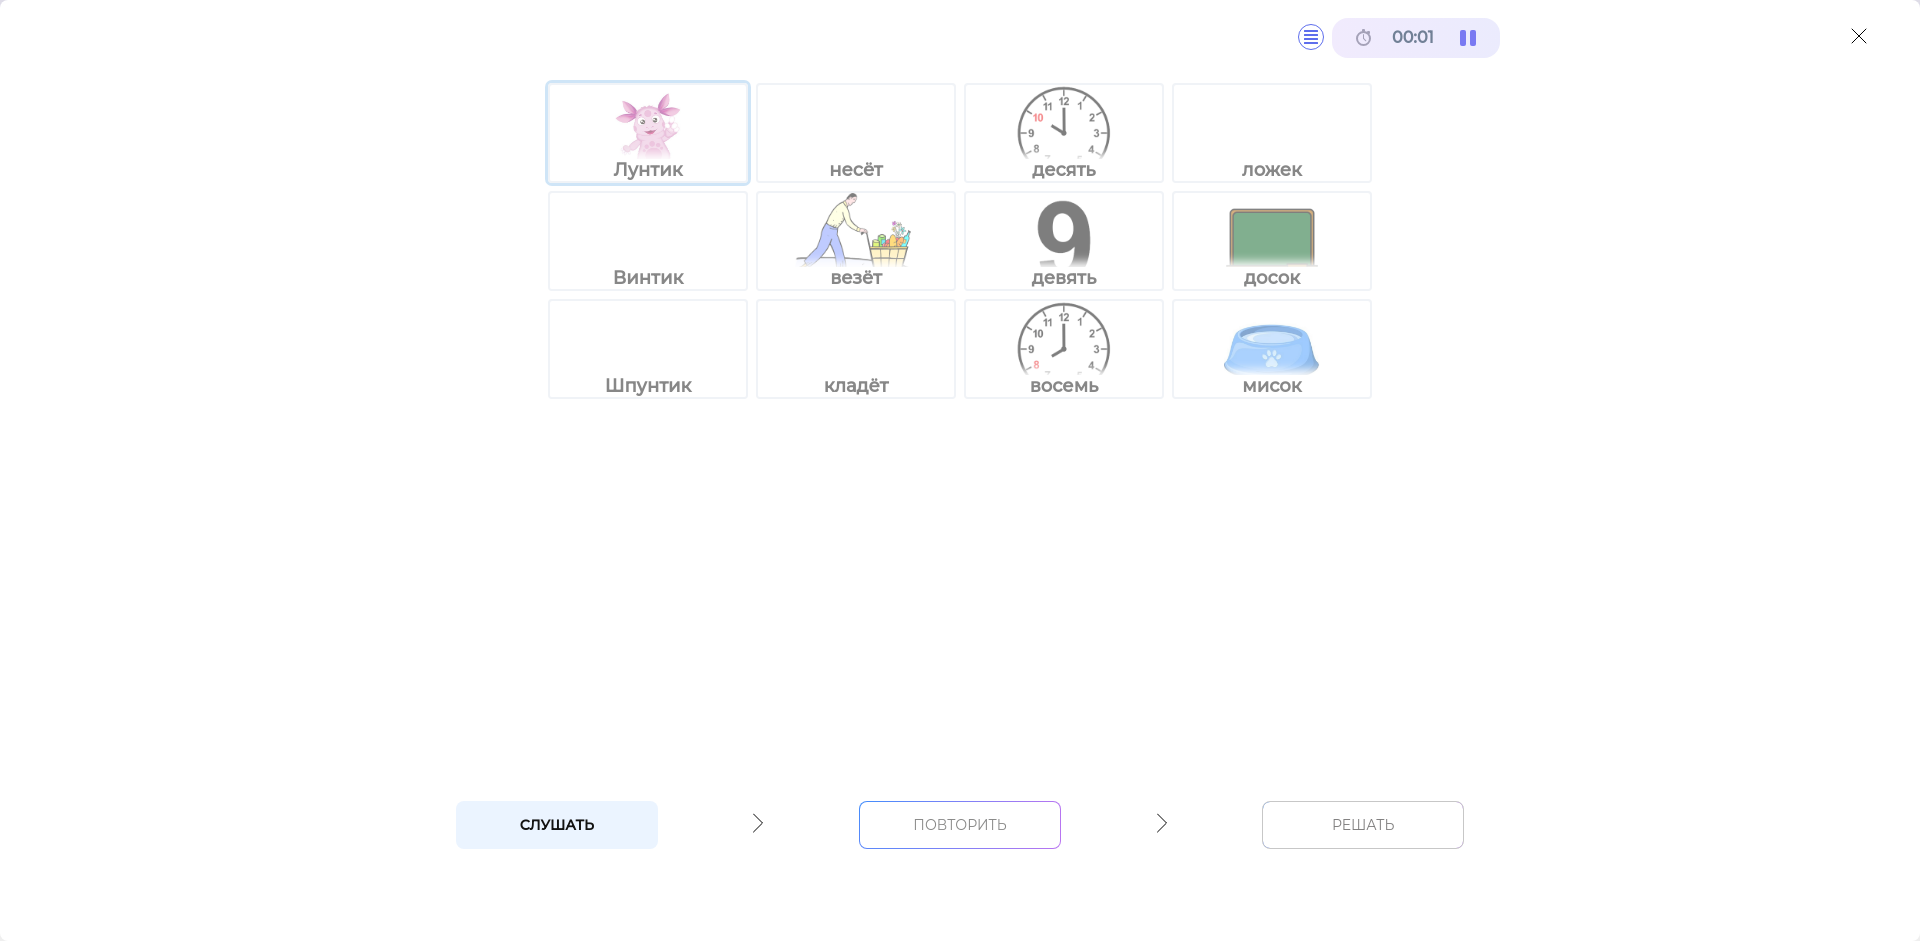 00:01
Лунтик несёт десять ложек
Винтик везёт девять досок
Шпунтик кладёт восемь мисок
СЛУШАТЬ ПОВТОРИТЬ РЕШАТЬ